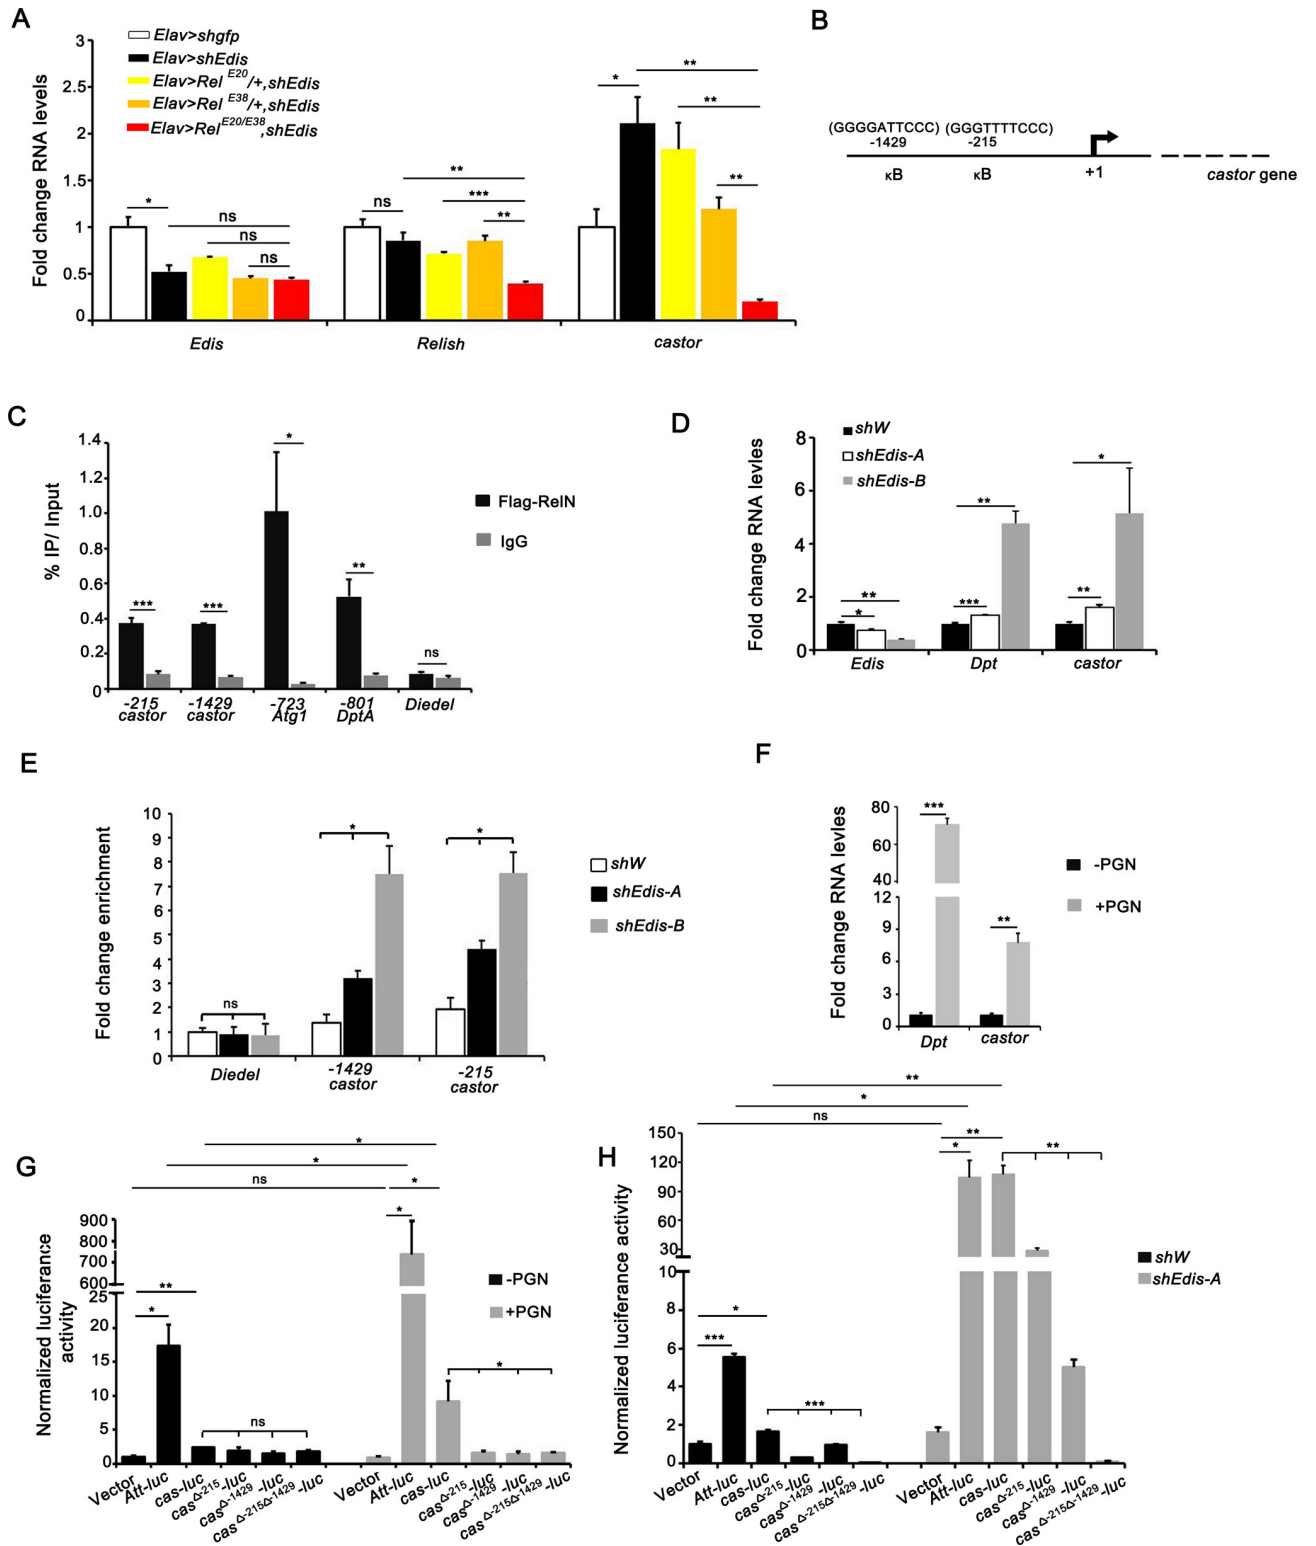 A
Elav>shgfp
Elav>shEdis
Elav>Rel E20/+,shEdis
Elav>Rel E38/+,shEdis
Elav>Rel E20/E38,shEdis
Fold change RNA levels
3
2.5
2
1.5
1
0.5
0
* ns ns ns
ns ** *** **
* ** ** **
Edis Relish castor
B
(GGGGATTCCC) (GGGTTTTCCC)
-1429 -215
κB κB +1 castor gene
C
% IP/ Input
1.4
1.2
1.0
0.8
0.6
0.4
0.2
0
*** *** * ** ns
Flag-RelN
IgG
-215 -1429 -723 -801 Diedel
castor castor Atg1 DptA
D
shW
shEdis-A
shEdis-B
Fold change RNA levles
8
6
4
2
0
** * ** *** * **
Edis Dpt castor
E
Fold change enrichment
10
9
8
7
6
5
4
3
2
1
0
ns * *
shW
shEdis-A
shEdis-B
Diedel -1429 -215
castor castor
F
Fold change RNA levles
80
60
40
12
9
6
3
0
*** **
-PGN
+PGN
Dpt castor
G
Normalized luciferance
activity
900
800
700
600
25
20
15
10
5
0
* * ns
** * ns
* * *
-PGN
+PGN
Vector Att-luc cas-luc cas Δ-215-luc cas Δ-1429-luc cas Δ-215Δ-1429-luc
Vector Att-luc cas-luc cas Δ-215-luc cas Δ-1429-luc cas Δ-215Δ-1429-luc
H
Normalized luciferance activity
150
120
90
70
50
30
10
8
6
4
2
0
** * ns
* *** ***
** * **
shW
shEdis-A
Vector Att-luc cas-luc cas Δ-215-luc cas Δ-1429-luc cas Δ-215Δ-1429-luc
Vector Att-luc cas-luc cas Δ-215-luc cas Δ-1429-luc cas Δ-215Δ-1429-luc